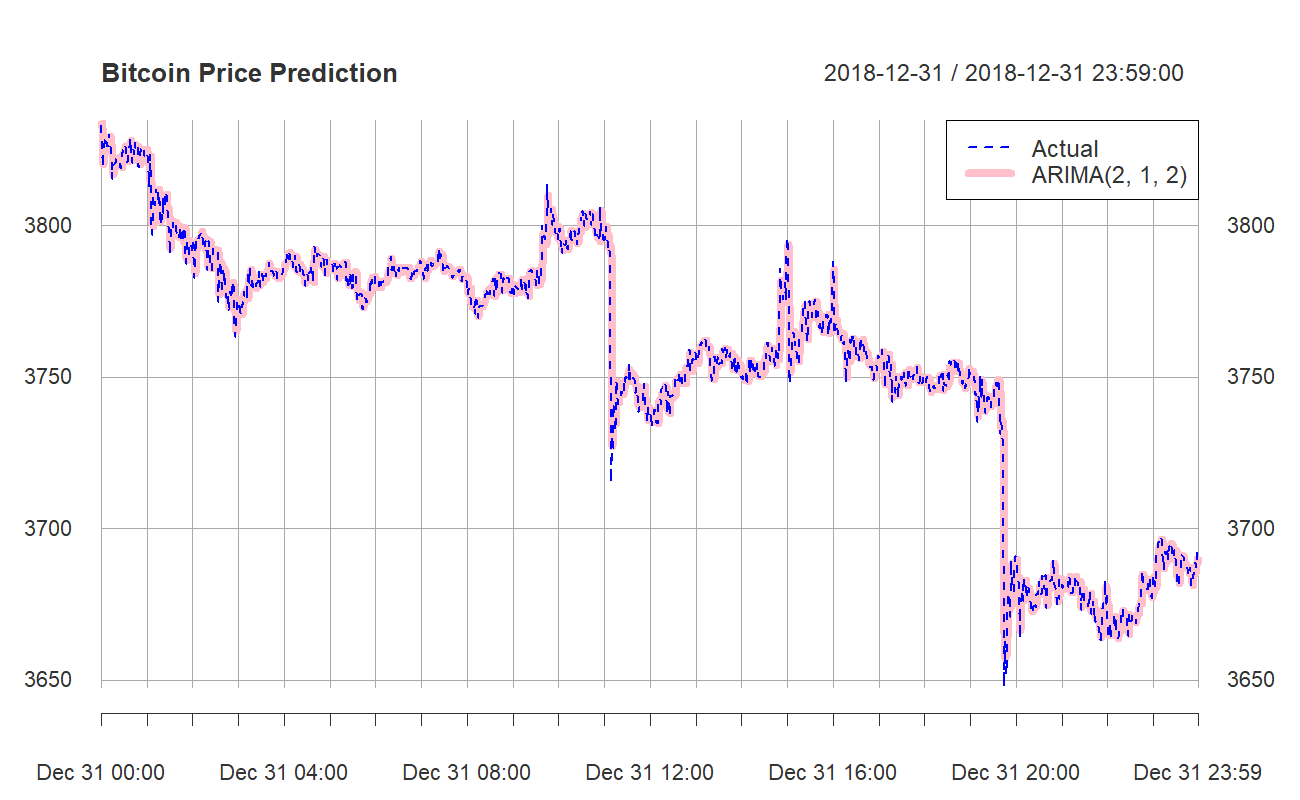 Bitcoin Price Prediction 2018-12-31 / 2018-12-31 23:59:00
Actual
ARIMA(2, 1, 2)
3800 3800
3750 3750
3700 3700
3650 3650
Dec 31 00:00 Dec 31 04:00 Dec 31 08:00 Dec 31 12:00 Dec 31 16:00 Dec 31 20:00 Dec 31 23:59